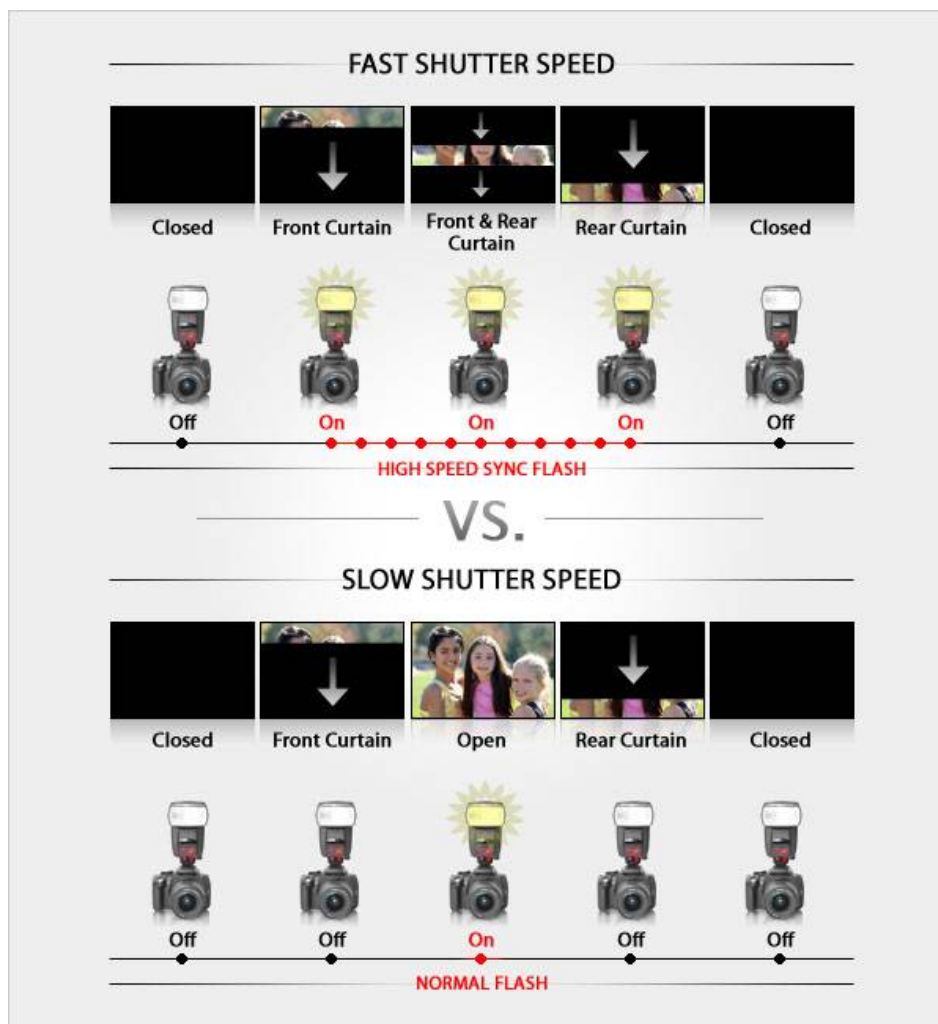 FAST SHUTTER SPEED
Closed
Front Curtain
Front & Rear
Curtain
Rear Curtain
Closed
Off
On
On
On
Off
HIGH SPEED SYNC FLASH
VS.
SLOW SHUTTER SPEED
Closed
Front Curtain
Open
Rear Curtain
Closed
Off
Off
On
Off
Off
NORMAL FLASH